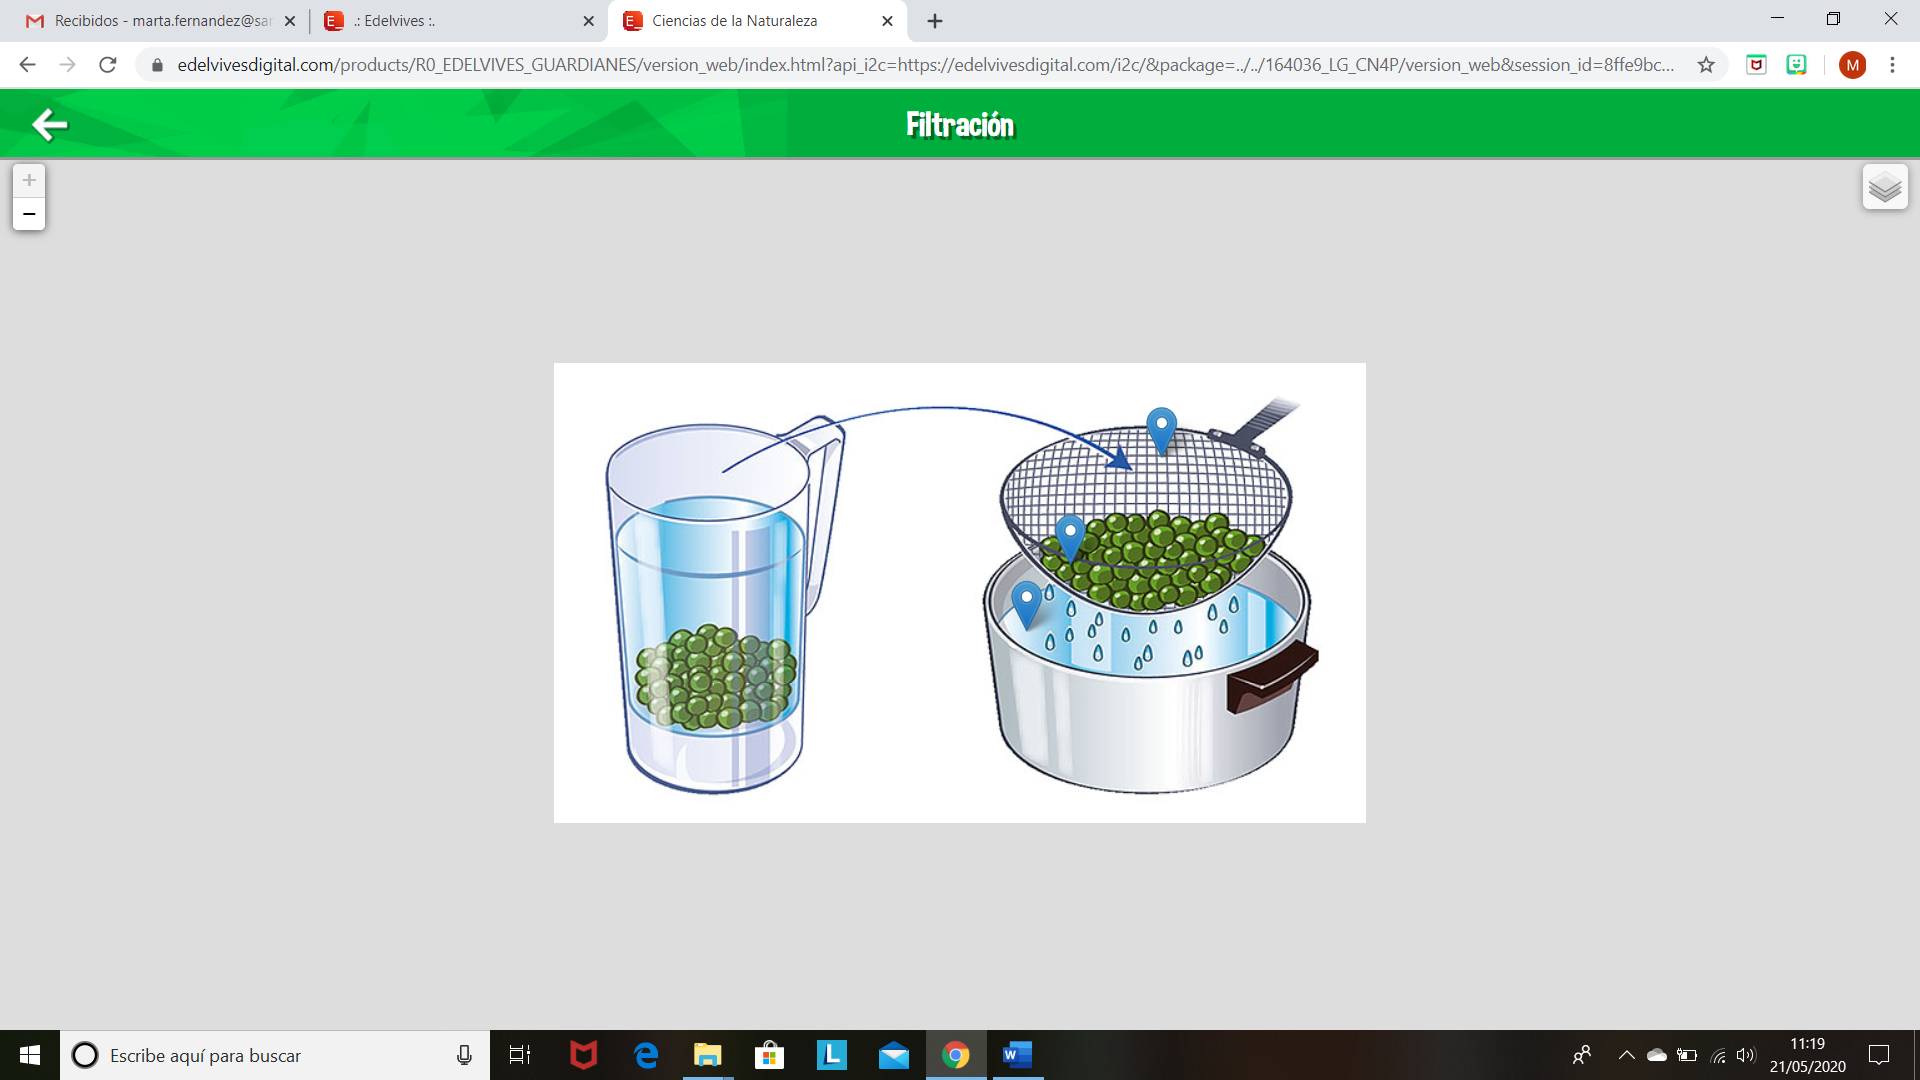 Recibidos - marta.fernandez@sar
.: Edelvives :.
Ciencias de la Naturaleza
edelvivesdigital.com/products/R0_EDELVIVES_GUARDIANES/version_web/index.html?api_i2c=https://edelvivesdigital.com/i2c/&package=../../164036_LG_CN4P/version_web&session_id=8ffe9bc...
M
Filtración
+
−
Escribe aquí para buscar
11:19
21/05/2020